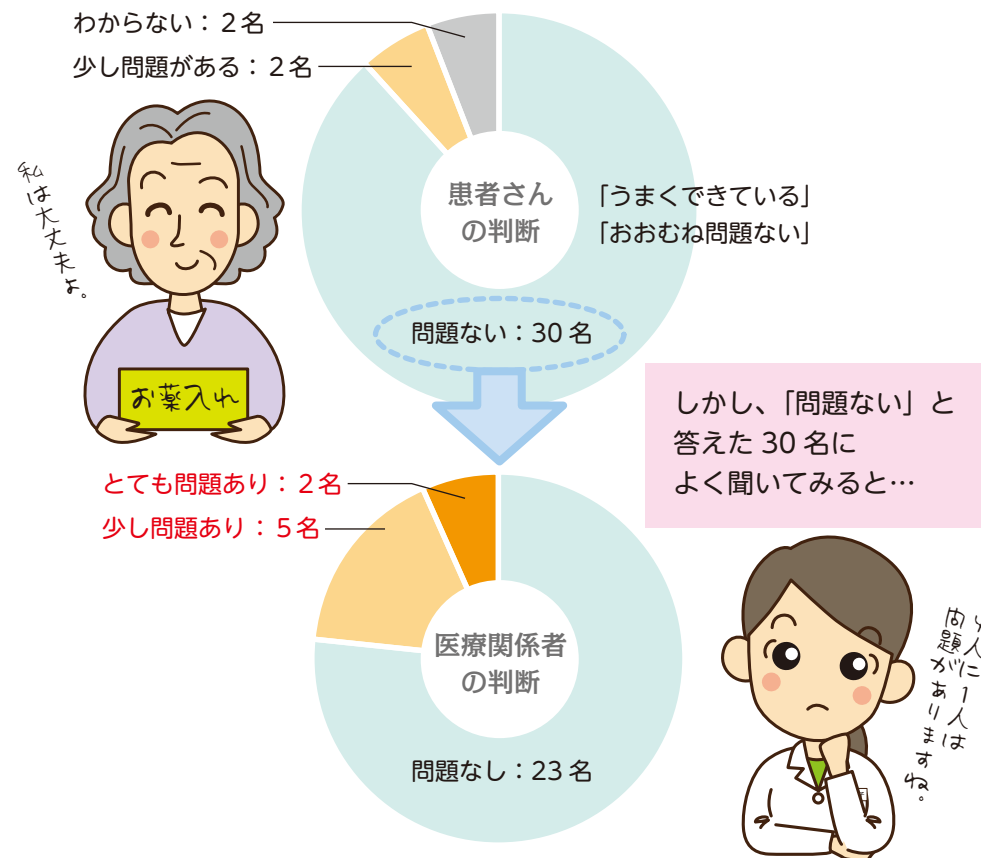 わからない：２名
少し問題がある：２名
私は大丈夫よ。
お薬入れ
患者さん
の判断
「うまくできている」
「おおむね問題ない」
問題ない：30 名
しかし、「問題ない」と
答えた 30 名に
よく聞いてみると…
とても問題あり：２名
少し問題あり：５名
医療関係者
の判断
問題なし：23 名
人に1人は
問題がありますね。